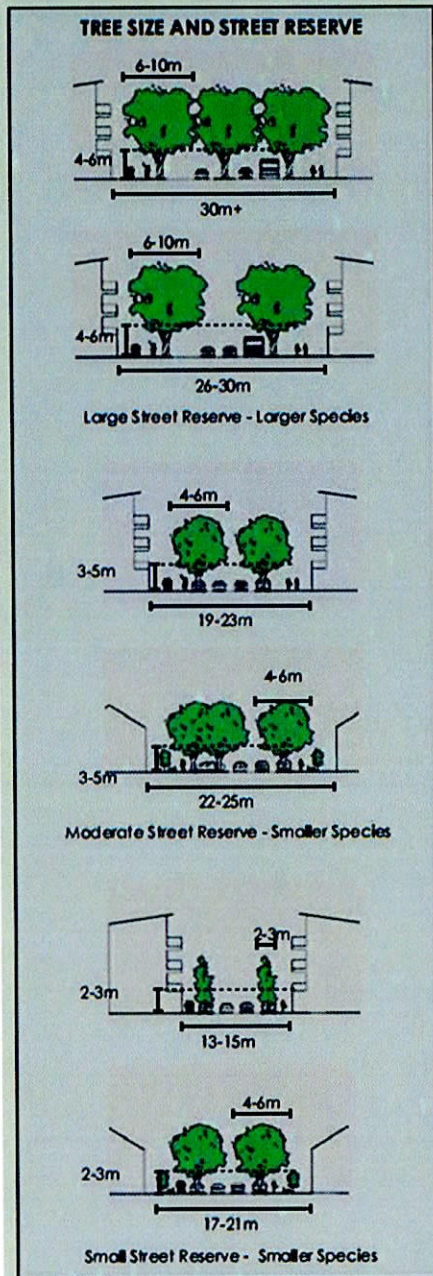 TREE SIZE AND STREET RESERVE
6-10m
4-6m
30m+
6-10m
4-6m
26-30m
Large Street Reserve - Larger Species
4-6m
3-5m
19-23m
4-6m
3-5m
22-25m
Moderate Street Reserve - Smaller Species
2-3m
2-3m
13-15m
4-6m
2-3m
17-21m
Small Street Reserve - Smaller Species